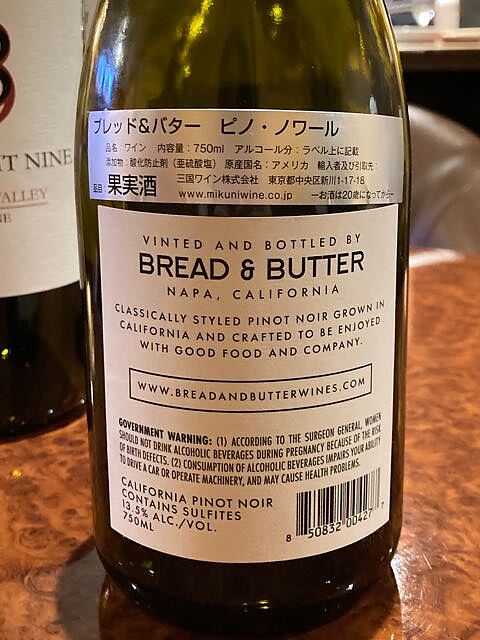 ブレッド&バター ピノ・ノワール
品名:ワイン 内容量:750ml アルコール分:ラベル上に記載
添加物:酸化防止剤(亜硫酸塩) 原産国名:アメリカ 輸入者及び引取先:
三国ワイン株式会社 東京都中央区新川1-17-18
品目 果実酒 www.mikuniwine.co.jp ーお酒は20歳になってからー
VINTED AND BOTTLED BY
BREAD & BUTTER
NAPA, CALIFORNIA
CLASSICALLY STYLED PINOT NOIR GROWN IN
CALIFORNIA AND CRAFTED TO BE ENJOYED
WITH GOOD FOOD AND COMPANY.
WWW.BREADANDBUTTERWINES.COM
GOVERNMENT WARNING: (1) ACCORDING TO THE SURGEON GENERAL, WOMEN
SHOULD NOT DRINK ALCOHOLIC BEVERAGES DURING PREGNANCY BECAUSE OF THE RISK
OF BIRTH DEFECTS. (2) CONSUMPTION OF ALCOHOLIC BEVERAGES IMPAIRS YOUR ABILITY
TO DRIVE A CAR OR OPERATE MACHINERY, AND MAY CAUSE HEALTH PROBLEMS.
CALIFORNIA PINOT NOIR
CONTAINS SULFITES
13.5% ALC./VOL.
750ML
8 50832 00427 7
NINE
VALLEY
NE